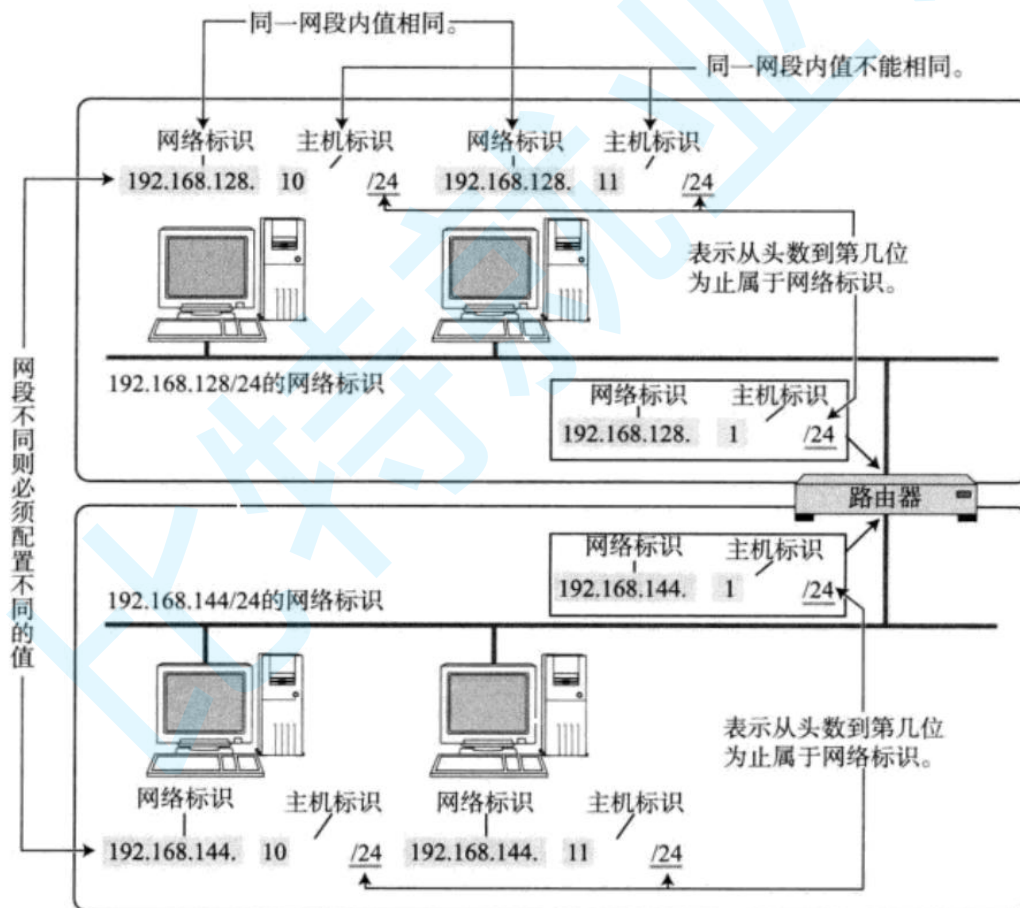 同一网段内值相同。
同一网段内值不能相同。
网络标识 主机标识 网络标识 主机标识
192.168.128. 10 /24 192.168.128. 11 /24
表示从头数到第几位
为止属于网络标识。
192.168.128/24的网络标识
网络标识 主机标识
192.168.128. 1 /24
路由器
网段不同则必须配置不同的值
网络标识 主机标识
192.168.144. 1 /24
192.168.144/24的网络标识
表示从头数到第几位
为止属于网络标识。
网络标识 主机标识 网络标识 主机标识
192.168.144. 10 /24 192.168.144. 11 /24
比特就业